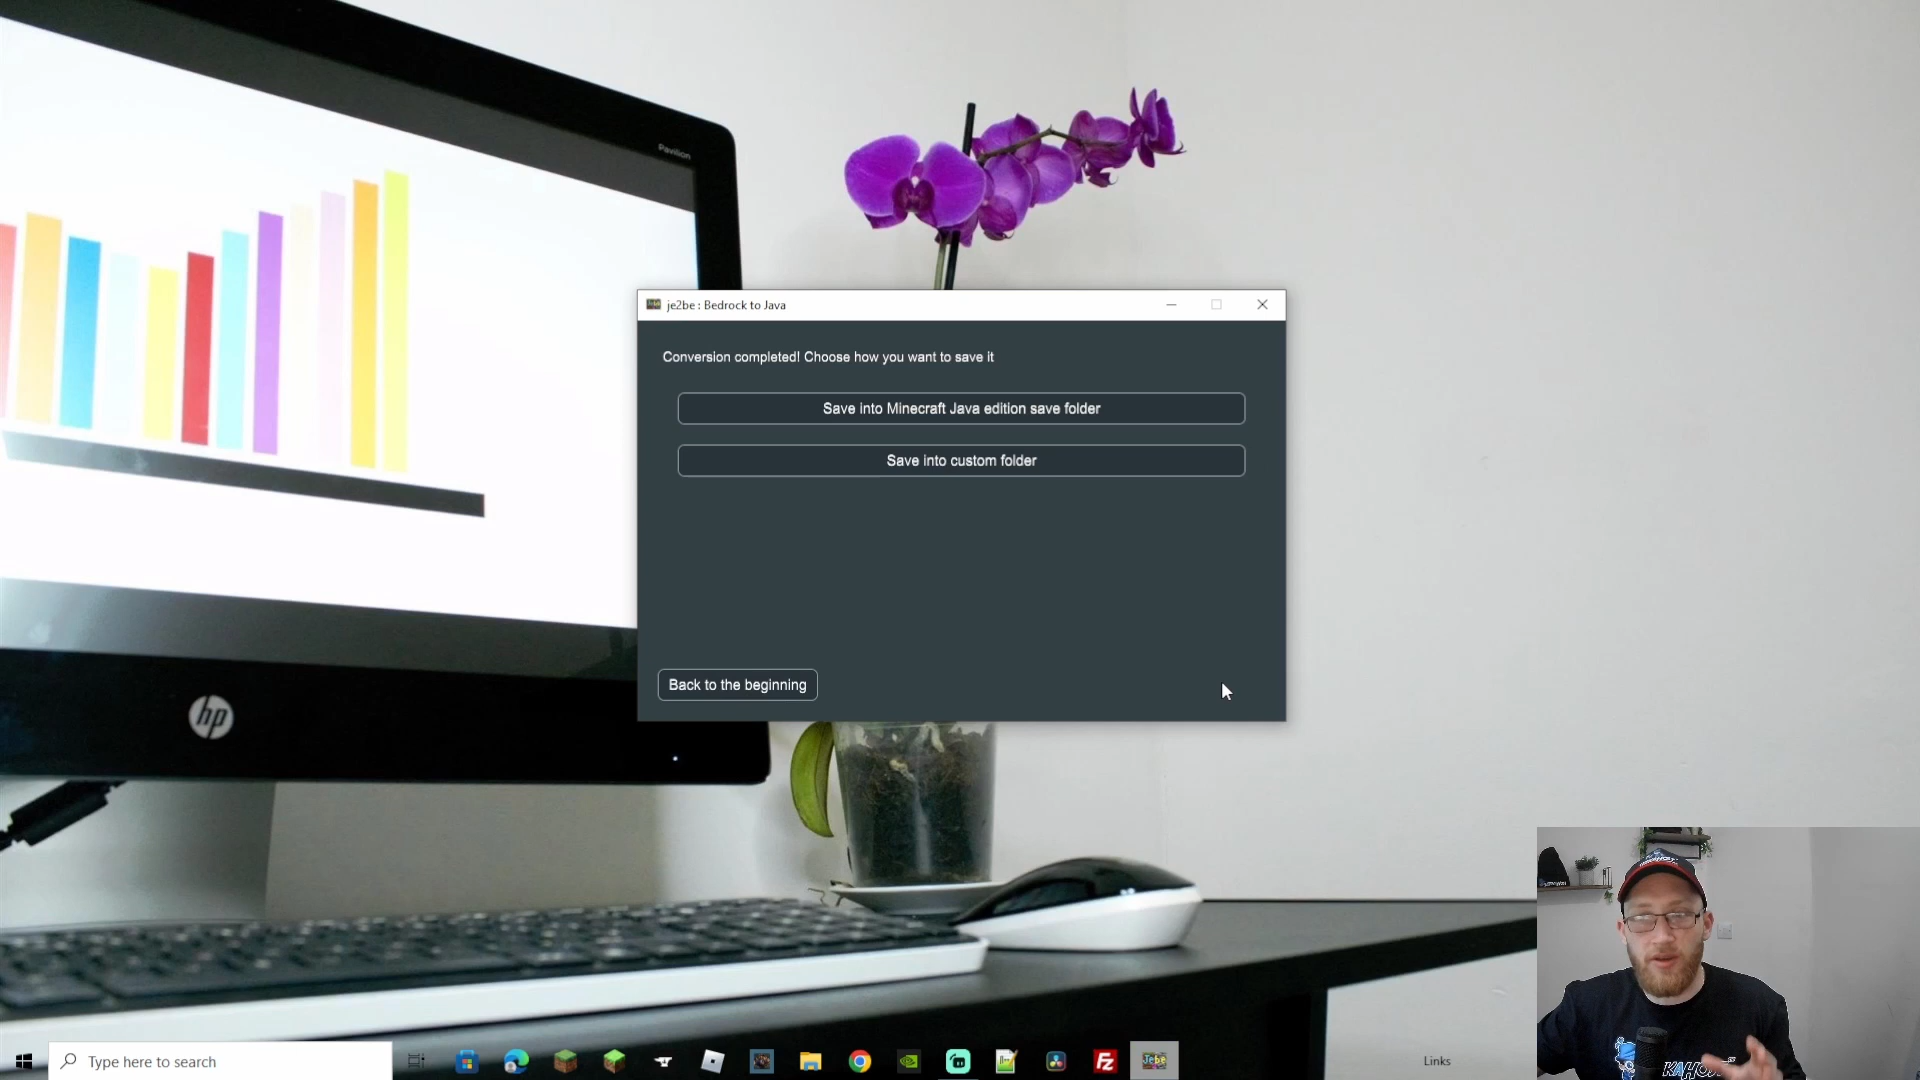 Pavilion
hp
je2be : Bedrock to Java
Conversion completed! Choose how you want to save it
Save into Minecraft Java edition save folder
Save into custom folder
Back to the beginning
Type here to search
Links